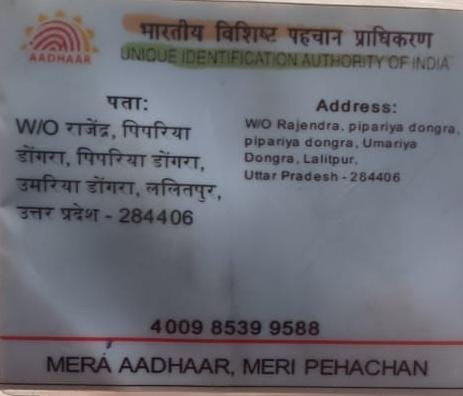 भारतीय विशिष्ट पहचान प्राधिकरण
UNIQUE IDENTIFICATION AUTHORITY OF INDIA
AADHAAR
पता:
W/O राजेंद्र, पिपरिया
डोंगरा, पिपरिया डोंगरा,
उमरिया डोंगरा, ललितपुर,
उत्तर प्रदेश - 284406
Address:
W/O Rajendra, pipariya dongra,
pipariya dongra, Umariya
Dongra, Lalitpur,
Uttar Pradesh - 284406
4009 8539 9588
MERA AADHAAR, MERI PEHACHAN